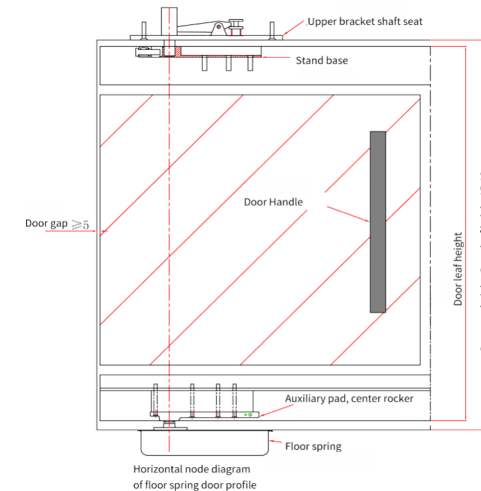 Upper bracket shaft seat
Stand base
Door Handle
Door gap ≥5
Door leaf height
Auxiliary pad, center rocker
Floor spring
Horizontal node diagram
of floor spring door profile